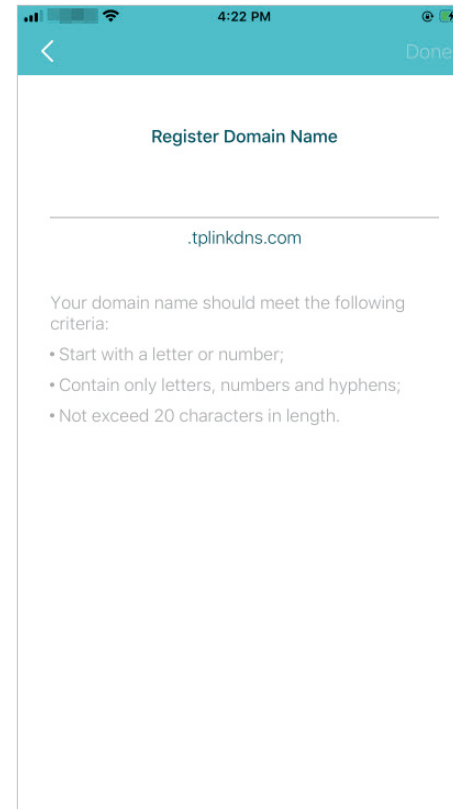 4:22 PM
Done
Register Domain Name
.tplinkdns.com
Your domain name should meet the following
criteria:
• Start with a letter or number;
• Contain only letters, numbers and hyphens;
• Not exceed 20 characters in length.